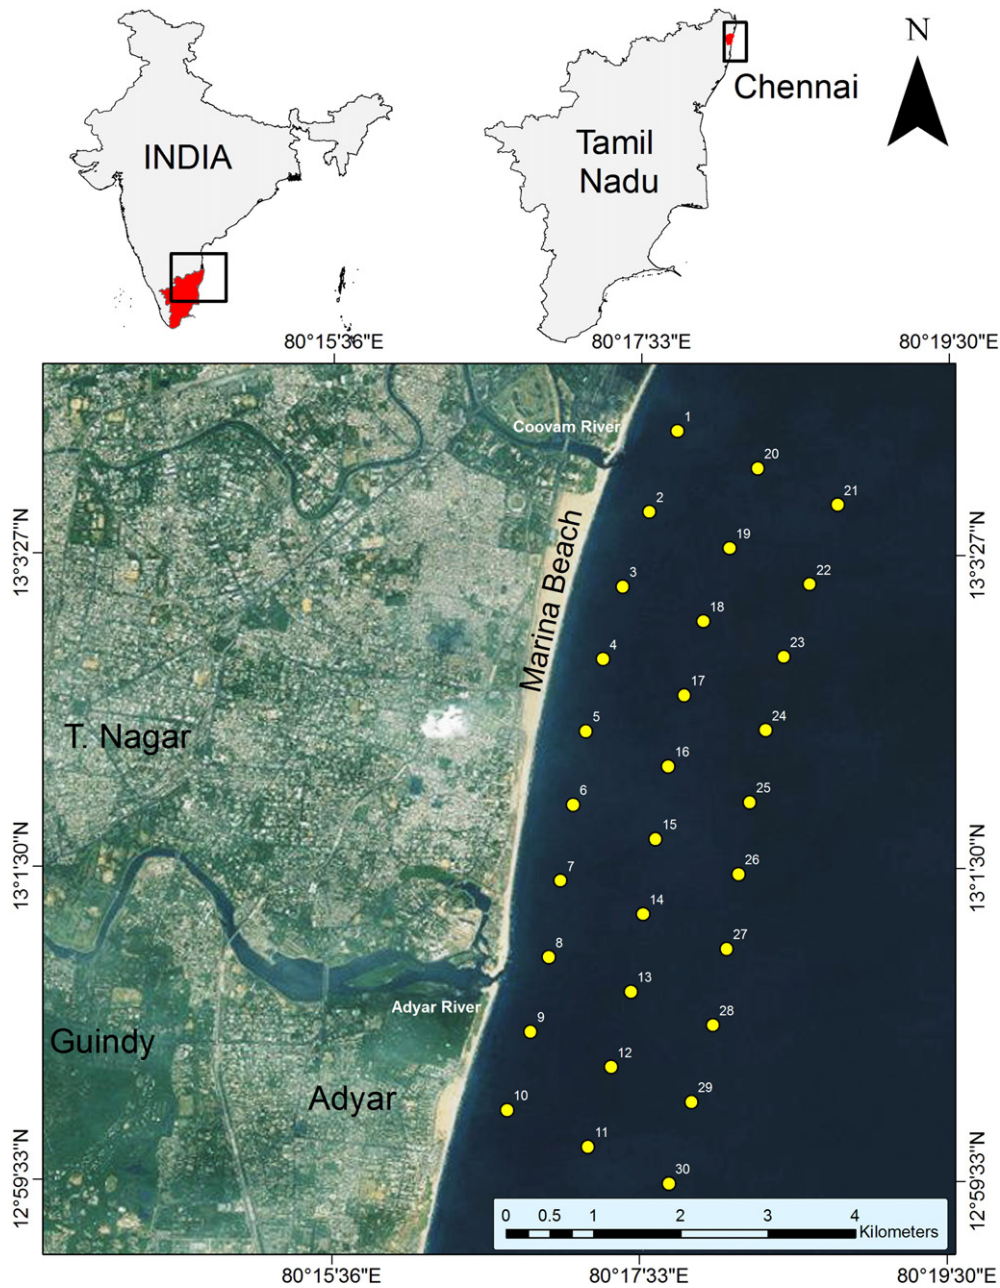 INDIA
Tamil
Nadu
Chennai
N
80°15'36"E
80°17'33"E
80°19'30"E
13°3'27"N
13°1'30"N
12°59'33"N
13°3'27"N
13°1'30"N
12°59'33"N
Coovam River
Marina Beach
T. Nagar
Adyar River
Guindy
Adyar
1
20
21
2
19
22
3
18
23
4
17
24
5
16
25
6
15
26
7
14
27
8
13
28
9
12
29
10
11
30
0 0.5 1 2 3 4
Kilometers
80°15'36"E
80°17'33"E
80°19'30"E